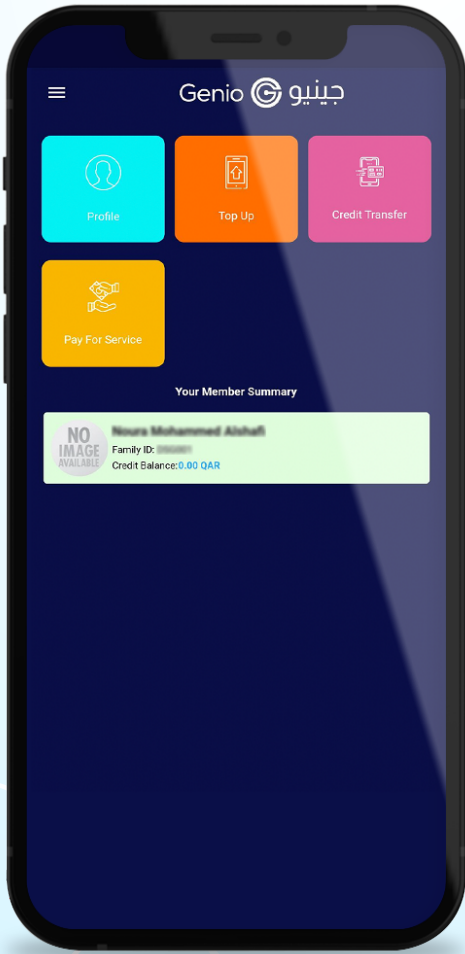 Genio G جينيو
Profile
Top Up
Credit Transfer
Pay For Service
Your Member Summary
NO
IMAGE
AVAILABLE
Family ID:
Credit Balance:0.00 QAR